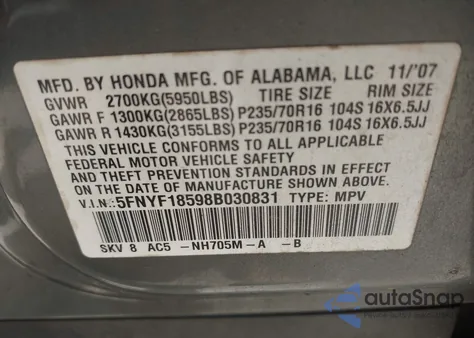 MFD. BY HONDA MFG. OF ALABAMA, LLC 11/'07
GVWR 2700KG(5950LBS) TIRE SIZE RIM SIZE
GAWR F 1300KG(2865LBS) P235/70R16 104S 16X6.5JJ
GAWR R 1430KG(3155LBS) P235/70R16 104S 16X6.5JJ
THIS VEHICLE CONFORMS TO ALL APPLICABLE
FEDERAL MOTOR VEHICLE SAFETY
AND THEFT PREVENTION STANDARDS IN EFFECT ON
THE DATE OF MANUFACTURE SHOWN ABOVE.
V.I.N.:5FNYF18598B030831 TYPE: MPV
SKV 8 AC5 -NH705M-A -B
autoSnap